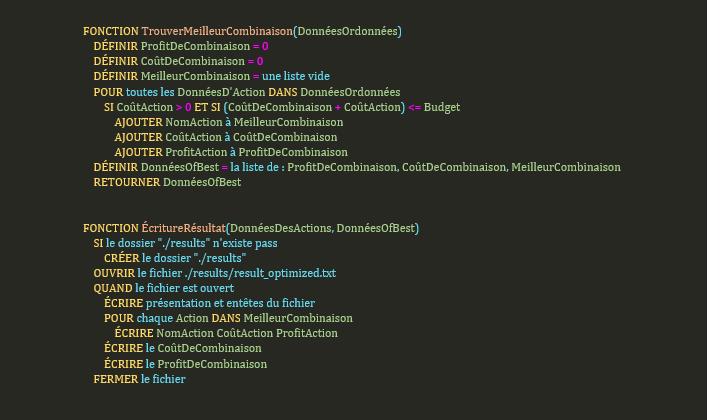 FONCTION TrouverMeilleurCombinaison(DonnéesOrdonnées)
DÉFINIR ProfitDeCombinaison = 0
DÉFINIR CoûtDeCombinaison = 0
DÉFINIR MeilleurCombinaison = une liste vide
POUR toutes les DonnéesD'Action DANS DonnéesOrdonnées
SI CoûtAction > 0 ET SI (CoûtDeCombinaison + CoûtAction) <= Budget
AJOUTER NomAction à MeilleurCombinaison
AJOUTER CoûtAction à CoûtDeCombinaison
AJOUTER ProfitAction à ProfitDeCombinaison
DÉFINIR DonnéesOfBest = la liste de : ProfitDeCombinaison, CoûtDeCombinaison, MeilleurCombinaison
RETOURNER DonnéesOfBest
FONCTION ÉcritureRésultat(DonnéesDesActions, DonnéesOfBest)
SI le dossier "./results" n'existe pass
CRÉER le dossier "./results"
OUVRIR le fichier ./results/result_optimized.txt
QUAND le fichier est ouvert
ÉCRIRE présentation et entêtes du fichier
POUR chaque Action DANS MeilleurCombinaison
ÉCRIRE NomAction CoûtAction ProfitAction
ÉCRIRE le CoûtDeCombinaison
ÉCRIRE le ProfitDeCombinaison
FERMER le fichier